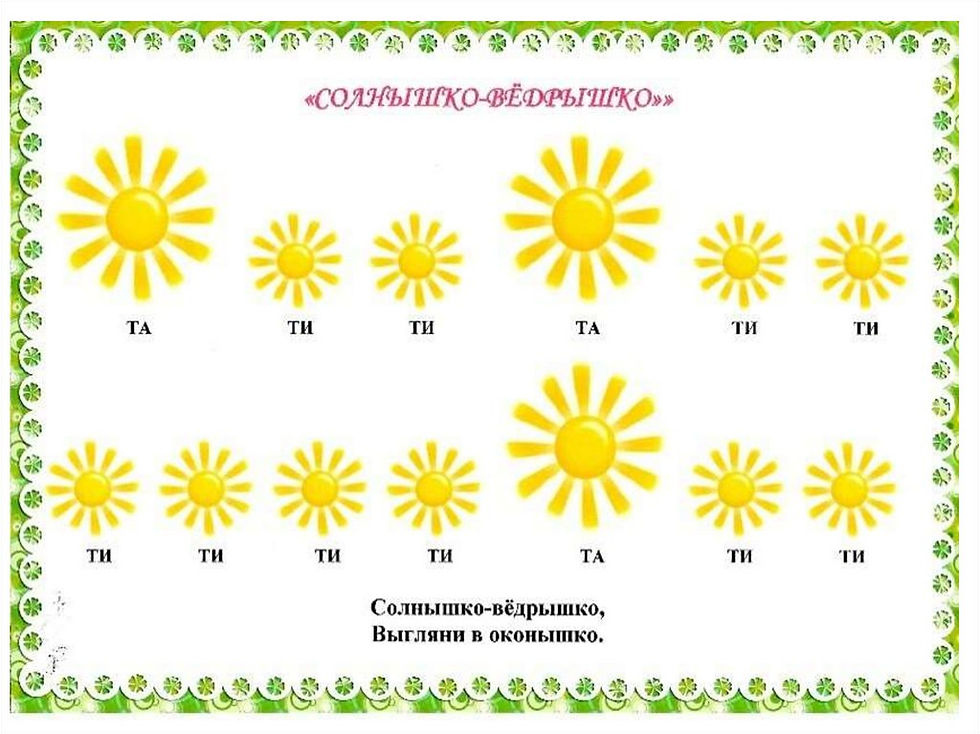 «СОЛНЫШКО-ВЁДРЫШКО»»
ТА ТИ ТИ ТА ТИ ТИ
ТИ ТИ ТИ ТИ ТА ТИ ТИ
Солнышко-вёдрышко,
Выгляни в оконышко.